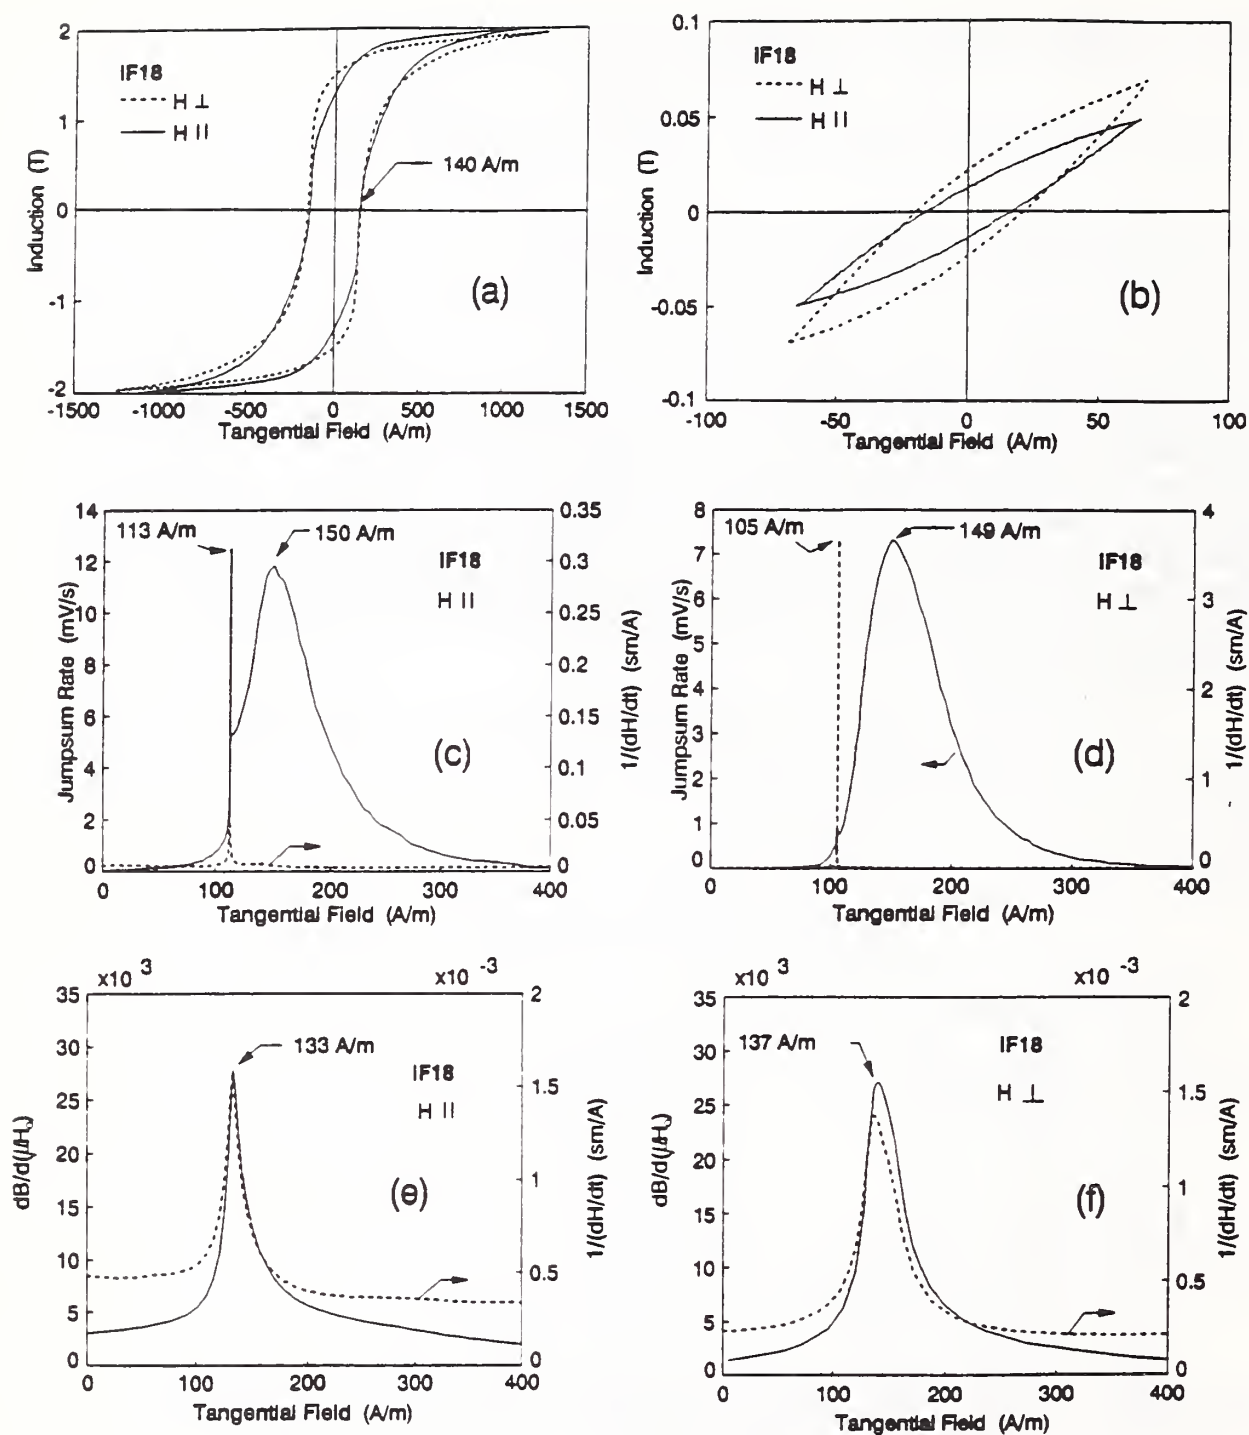 2
1
0
-1
-2
Induction (T)
IF18
H ⊥
H ||
140 A/m
(a)
-1500 -1000 -500 0 500 1000 1500
Tangential Field (A/m)
0.1
0.05
0
-0.05
-0.1
Induction (T)
IF18
H ⊥
H ||
(b)
-100 -50 0 50 100
Tangential Field (A/m)
14
12
10
8
6
4
2
0
Jumpsum Rate (mV/s)
113 A/m
150 A/m
IF18
H ||
(c)
0.35
0.3
0.25
0.2
0.15
0.1
0.05
0
1/(dH/dt) (sm/A)
0 100 200 300 400
Tangential Field (A/m)
8
7
6
5
4
3
2
1
0
Jumpsum Rate (mV/s)
105 A/m
149 A/m
IF18
H ⊥
(d)
4
3
2
1
0
1/(dH/dt) (sm/A)
0 100 200 300 400
Tangential Field (A/m)
x10 3
x10 -3
35
30
25
20
15
10
5
0
133 A/m
IF18
H ||
(e)
2
1.5
1
0.5
0
1/(dH/dt) (sm/A)
0 100 200 300 400
Tangential Field (A/m)
x10 3
x10 -3
35
30
25
20
15
10
5
0
137 A/m
IF18
H ⊥
(f)
2
1.5
1
0.5
0
1/(dH/dt) (sm/A)
0 100 200 300 400
Tangential Field (A/m)